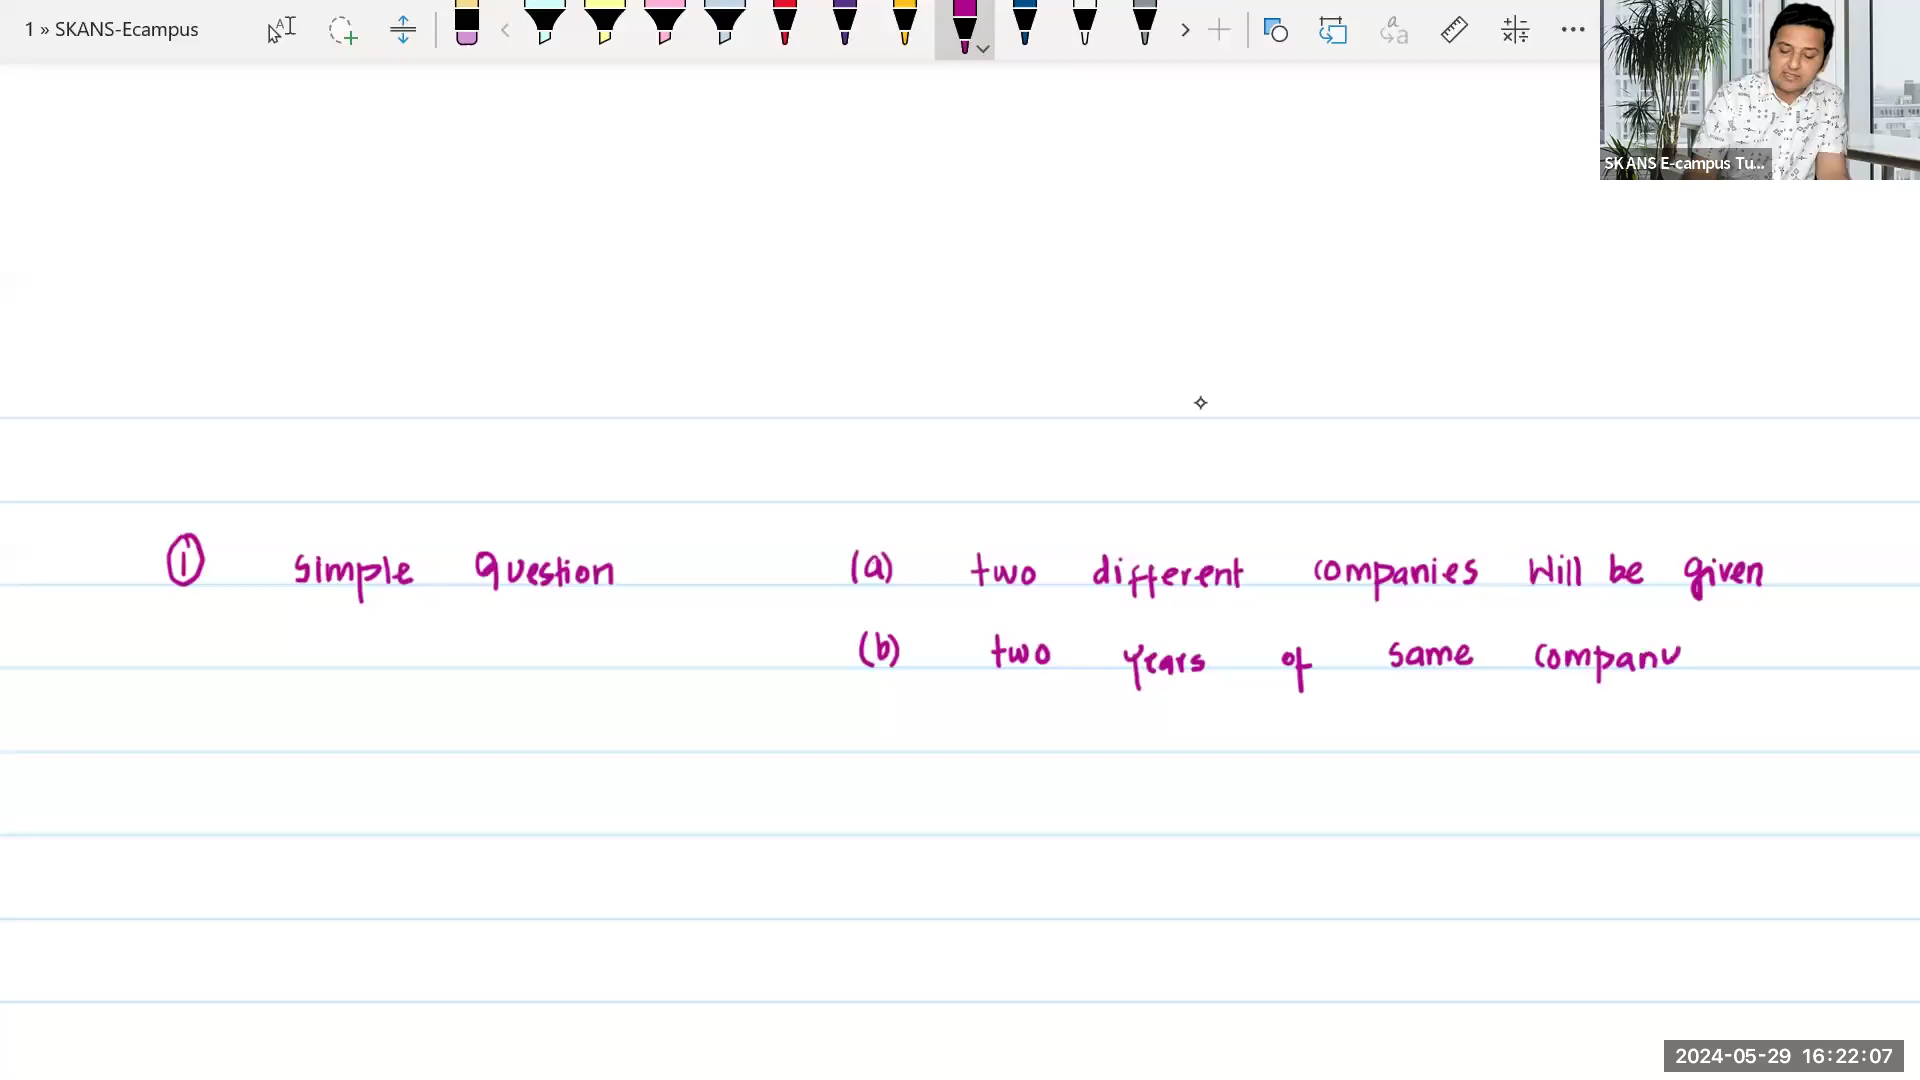 1 » SKANS-Ecampus
SKANS E-campus Tu...
① Simple Question (a) two different companies will be given
(b) two years of same company
2024-05-29 16:22:07